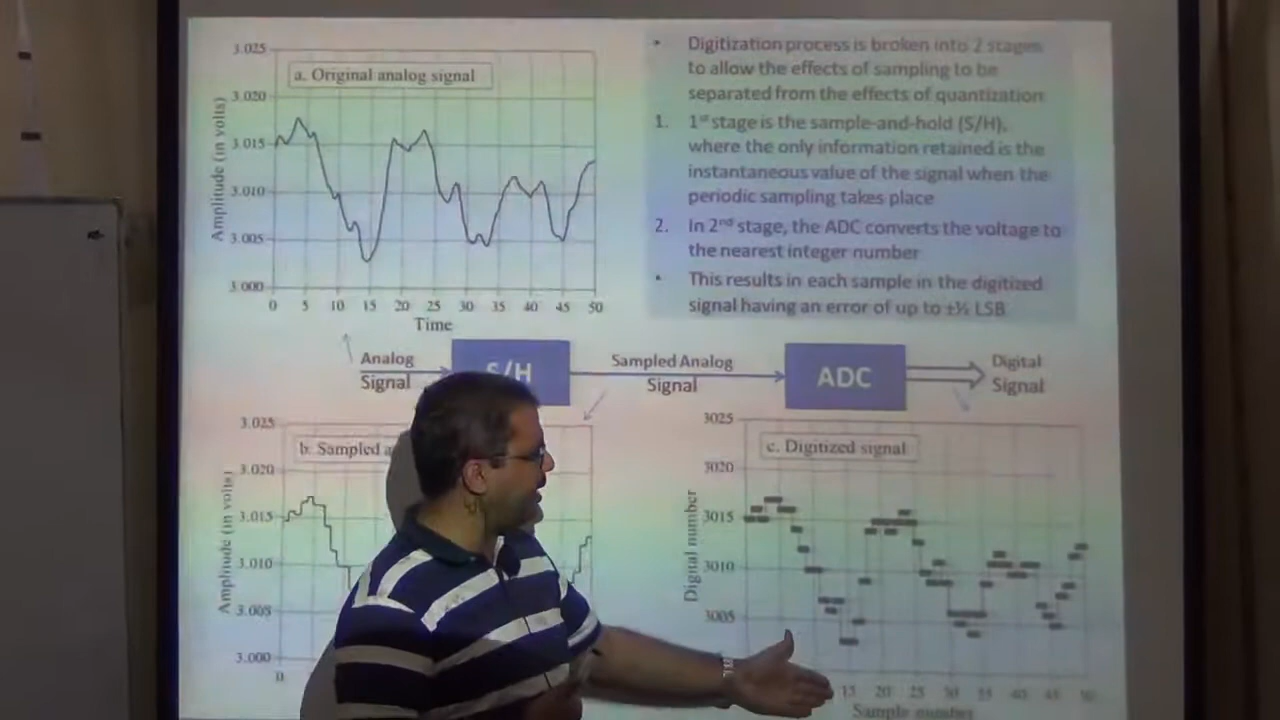 3.025
a. Original analog signal
3.020
3.015
3.010
3.005
3.000
Amplitude (in volts)
0 5 10 15 20 25 30 35 40 45 50
Time
• Digitization process is broken into 2 stages
to allow the effects of sampling to be
separated from the effects of quantization
1. 1st stage is the sample-and-hold (S/H),
where the only information retained is the
instantaneous value of the signal when the
periodic sampling takes place
2. In 2nd stage, the ADC converts the voltage to
the nearest integer number
• This results in each sample in the digitized
signal having an error of up to ±½ LSB
Analog
Signal
S/H
Sampled Analog
Signal
ADC
Digital
Signal
3.025
b. Sampled
3.020
3.015
3.010
3.005
3.000
Amplitude (in volts)
0
3025
c. Digitized signal
3020
3015
3010
3005
Digital number
15 20 25 30 35 40 45 50
Sample number